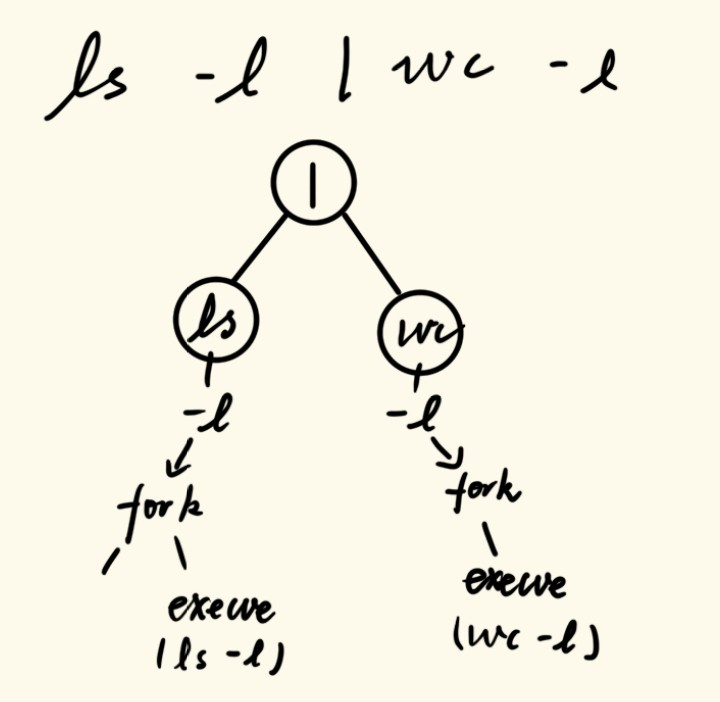 ls -l | wc -l
|
ls wc
-l -l
fork fork
execve execve
(ls -l) (wc -l)